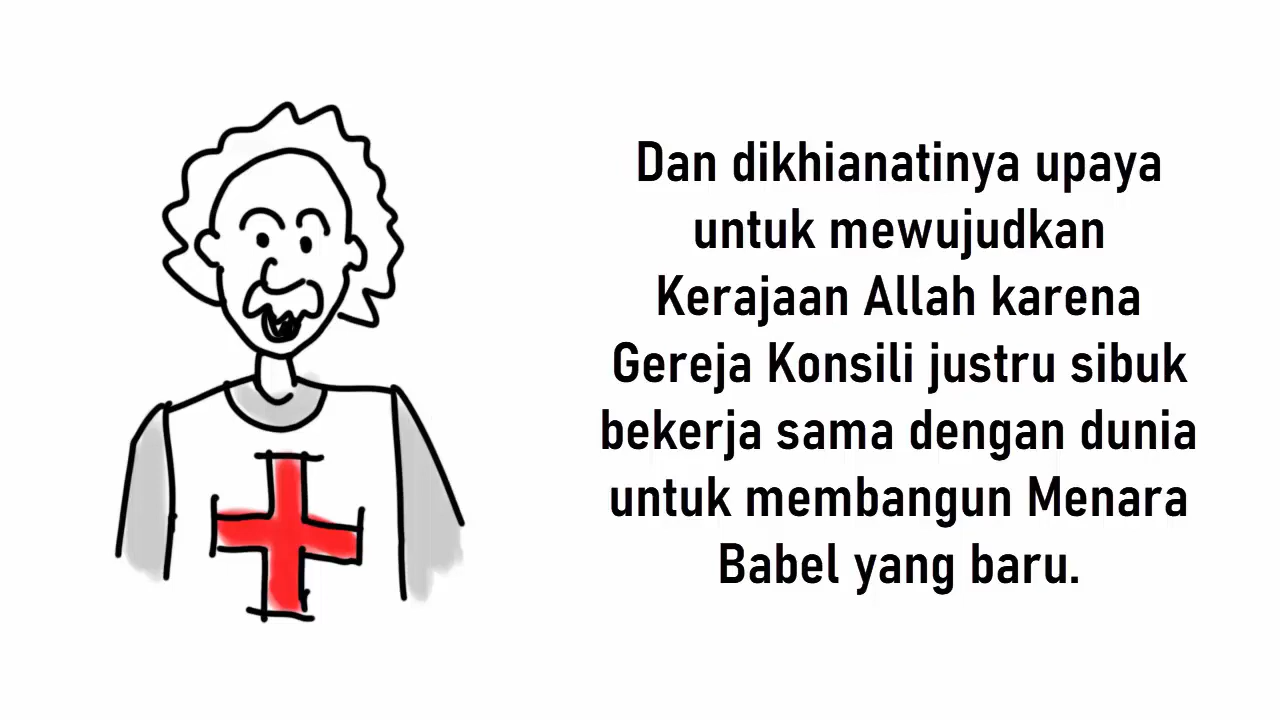 Dan dikhianatinya upaya
untuk mewujudkan
Kerajaan Allah karena
Gereja Konsili justru sibuk
bekerja sama dengan dunia
untuk membangun Menara
Babel yang baru.